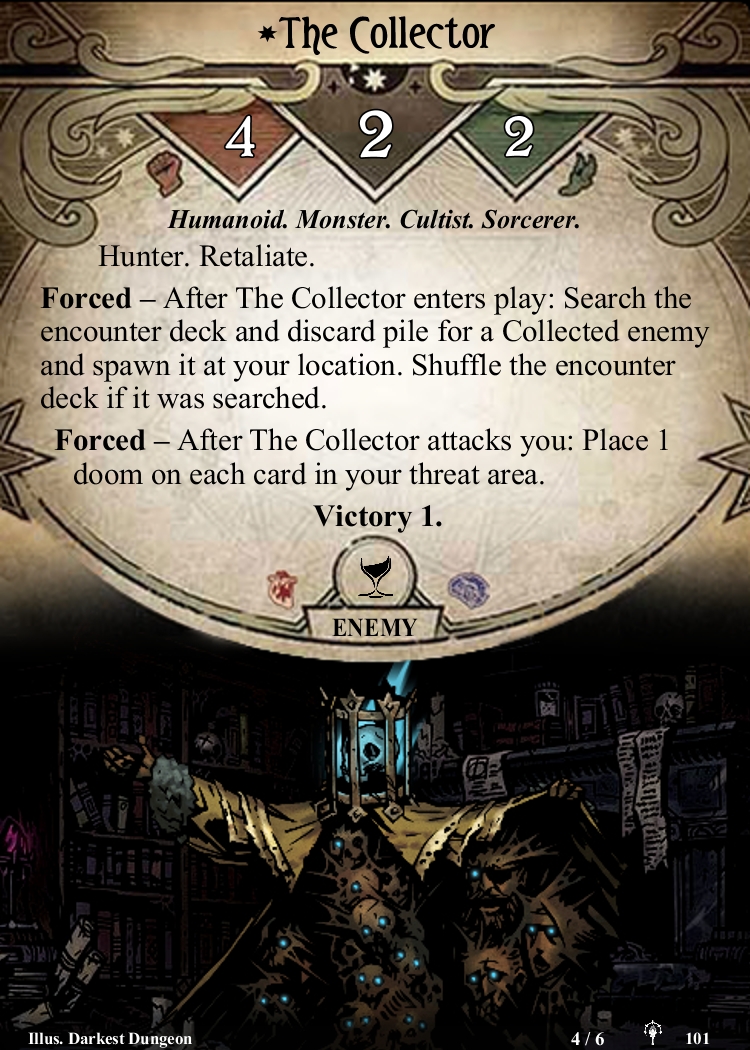 The Collector
4 2 2
Humanoid. Monster. Cultist. Sorcerer.
Hunter. Retaliate.
Forced – After The Collector enters play: Search the
encounter deck and discard pile for a Collected enemy
and spawn it at your location. Shuffle the encounter
deck if it was searched.
Forced – After The Collector attacks you: Place 1
doom on each card in your threat area.
Victory 1.
ENEMY
Illus. Darkest Dungeon 4 / 6 101